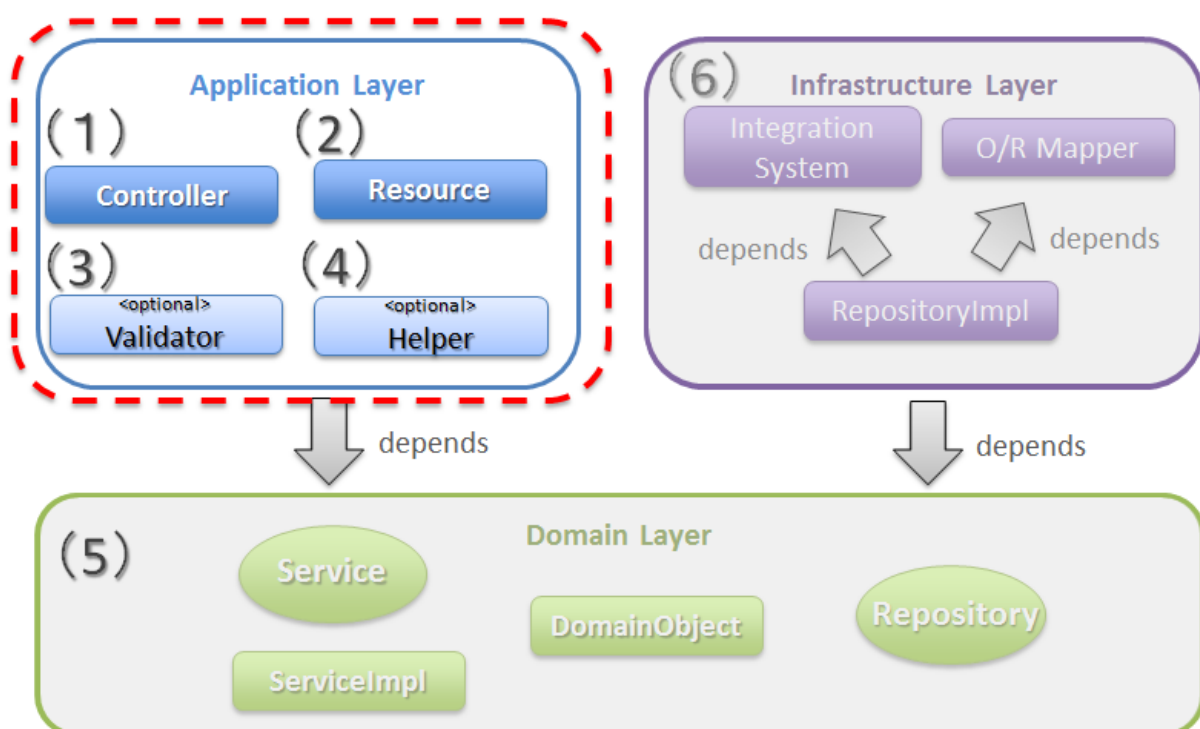 Application Layer
（1）
（2）
Controller
Resource
（3）
（4）
<optional>
Validator
<optional>
Helper
depends
（6）
Infrastructure Layer
Integration
System
O/R Mapper
depends
depends
RepositoryImpl
depends
（5）
Domain Layer
Service
ServiceImpl
DomainObject
Repository